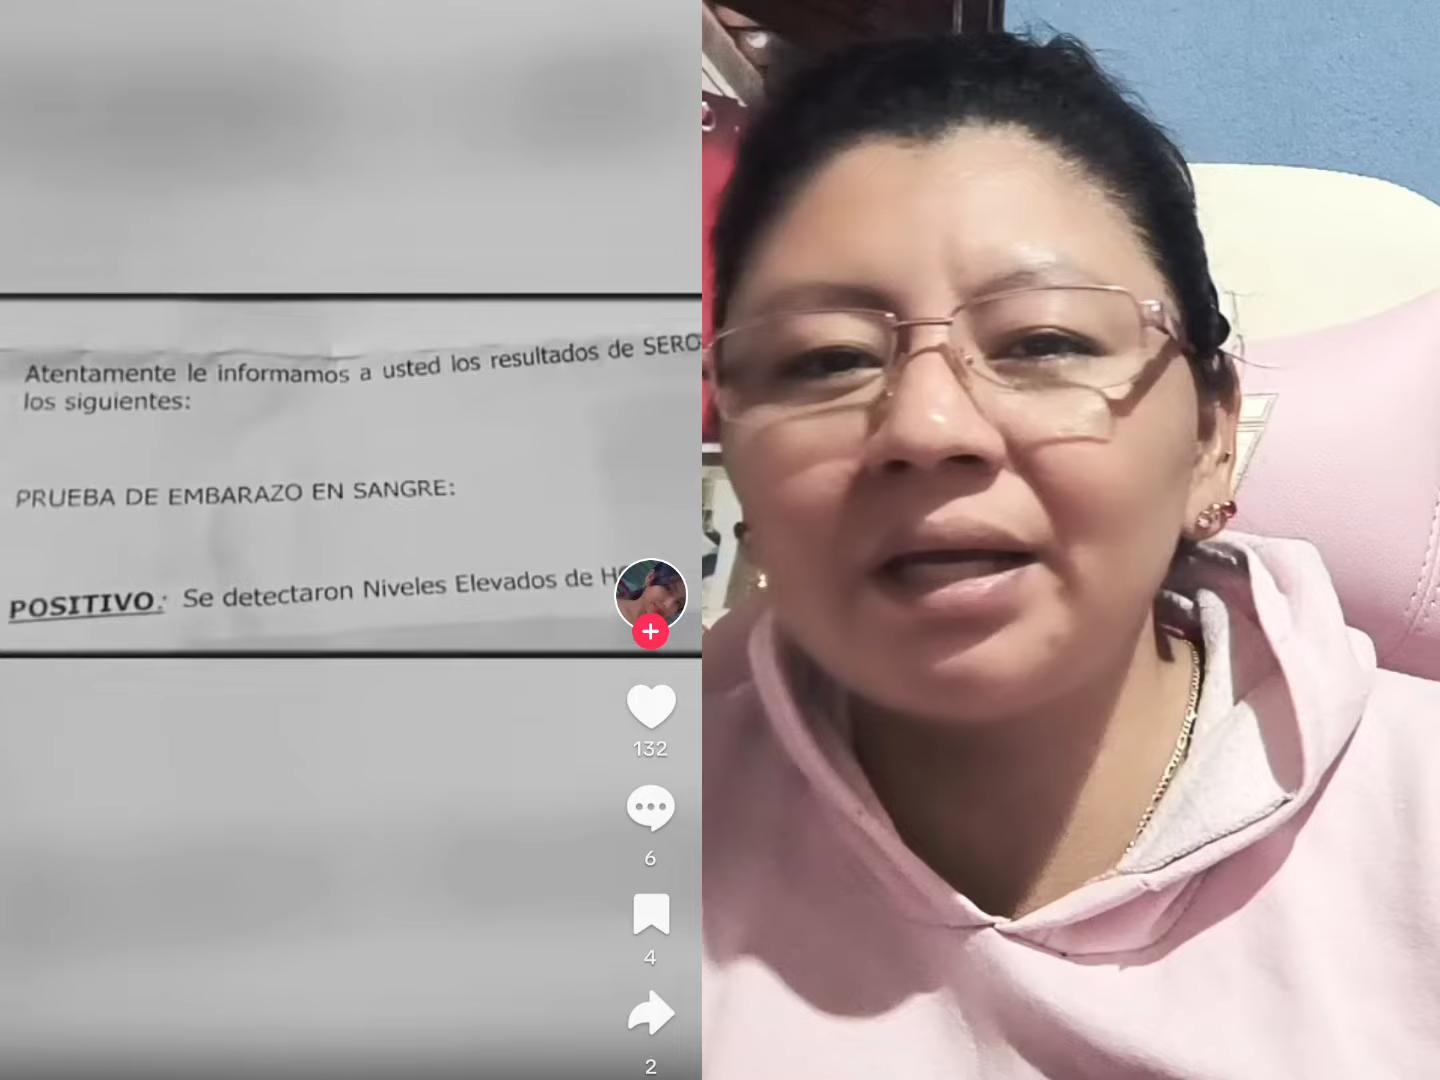 Atentamente le informamos a usted los resultados de
los siguientes:
PRUEBA DE EMBARAZO EN SANGRE:
POSITIVO: Se detectaron Niveles Elevados de
132
6
4
2